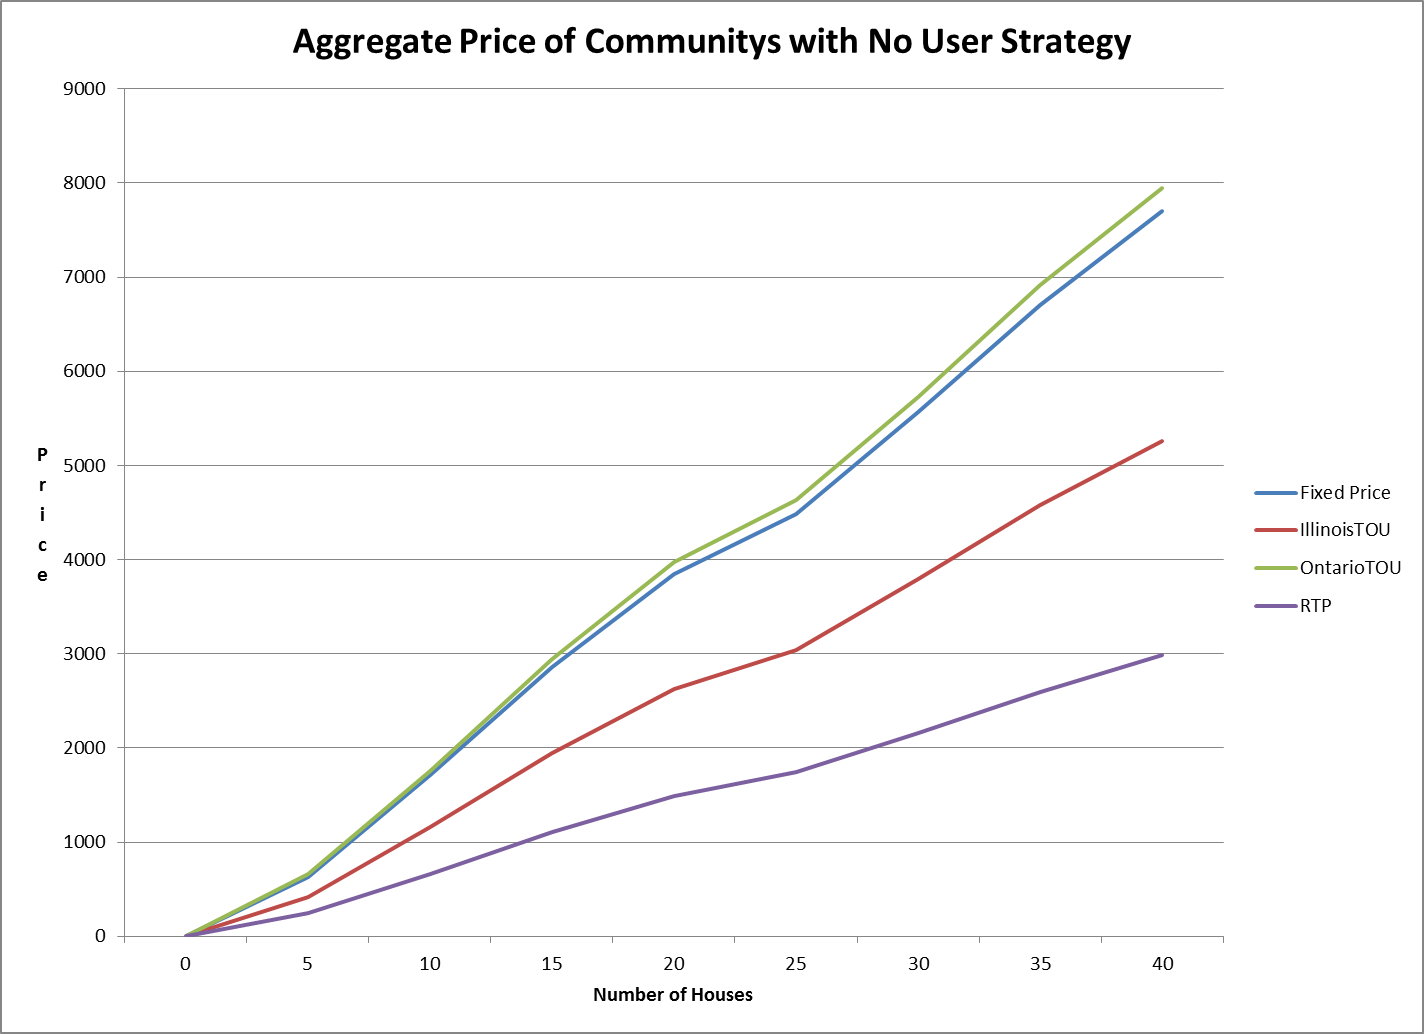 Aggregate Price of Communitys with No User Strategy
9000
8000
7000
6000
5000
4000
3000
2000
1000
0
Price
0 5 10 15 20 25 30 35 40
Number of Houses
Fixed Price
IllinoisTOU
OntarioTOU
RTP